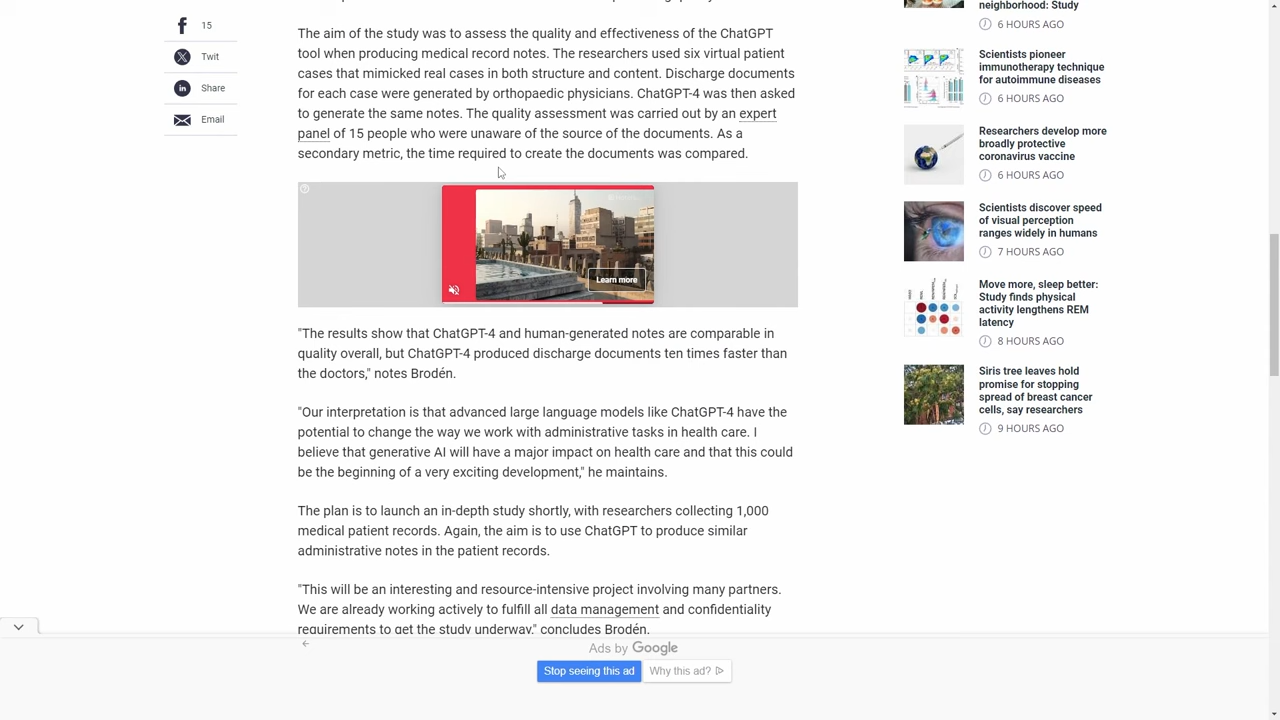 15
Twit
Share
Email
The aim of the study was to assess the quality and effectiveness of the ChatGPT
tool when producing medical record notes. The researchers used six virtual patient
cases that mimicked real cases in both structure and content. Discharge documents
for each case were generated by orthopaedic physicians. ChatGPT-4 was then asked
to generate the same notes. The quality assessment was carried out by an expert
panel of 15 people who were unaware of the source of the documents. As a
secondary metric, the time required to create the documents was compared.
Learn more
"The results show that ChatGPT-4 and human-generated notes are comparable in
quality overall, but ChatGPT-4 produced discharge documents ten times faster than
the doctors," notes Brodén.
"Our interpretation is that advanced large language models like ChatGPT-4 have the
potential to change the way we work with administrative tasks in health care. I
believe that generative AI will have a major impact on health care and that this could
be the beginning of a very exciting development," he maintains.
The plan is to launch an in-depth study shortly, with researchers collecting 1,000
medical patient records. Again, the aim is to use ChatGPT to produce similar
administrative notes in the patient records.
"This will be an interesting and resource-intensive project involving many partners.
We are already working actively to fulfill all data management and confidentiality
requirements to get the study underway," concludes Brodén.
neighborhood: Study
6 HOURS AGO
Scientists pioneer
immunotherapy technique
for autoimmune diseases
6 HOURS AGO
Researchers develop more
broadly protective
coronavirus vaccine
6 HOURS AGO
Scientists discover speed
of visual perception
ranges widely in humans
7 HOURS AGO
Move more, sleep better:
Study finds physical
activity lengthens REM
latency
8 HOURS AGO
Siris tree leaves hold
promise for stopping
spread of breast cancer
cells, say researchers
9 HOURS AGO
Ads by Google
Stop seeing this ad
Why this ad?